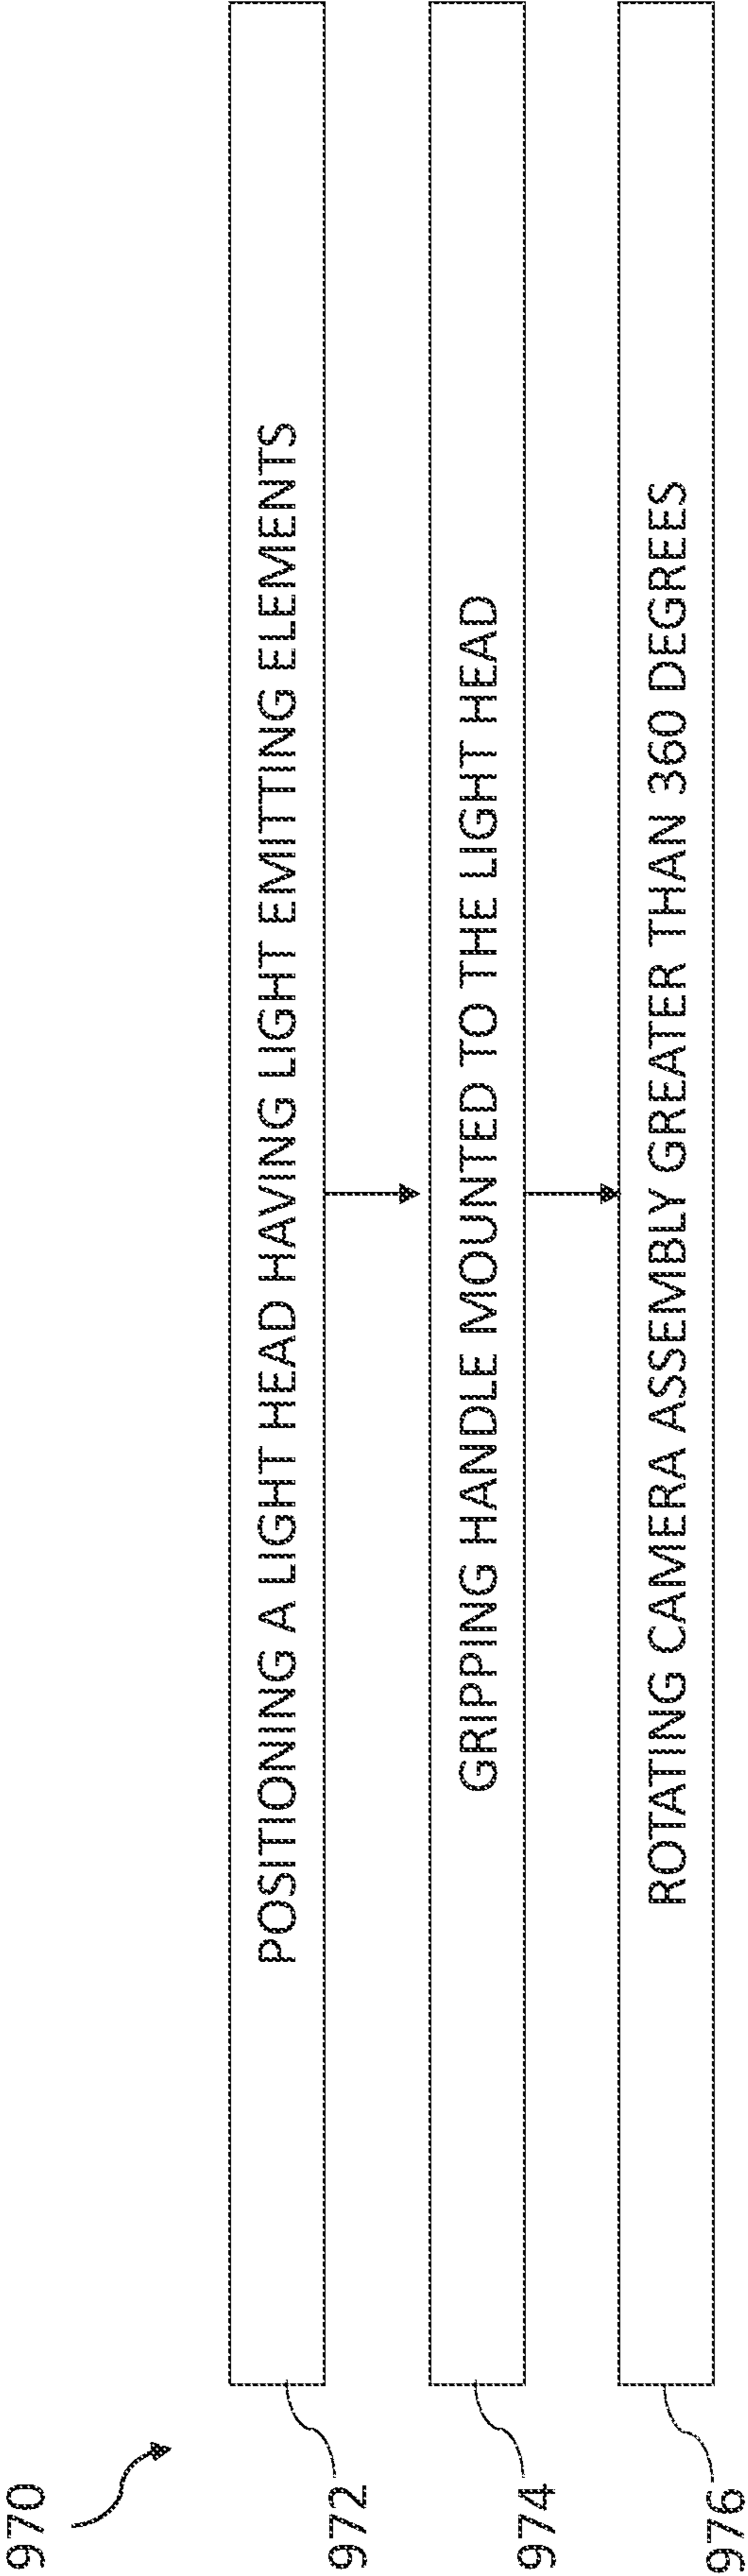 970
972
POSITIONING A LIGHT HEAD HAVING LIGHT EMITTING ELEMENTS
974
GRIPPING HANDLE MOUNTED TO THE LIGHT HEAD
976
ROTATING CAMERA ASSEMBLY GREATER THAN 360 DEGREES